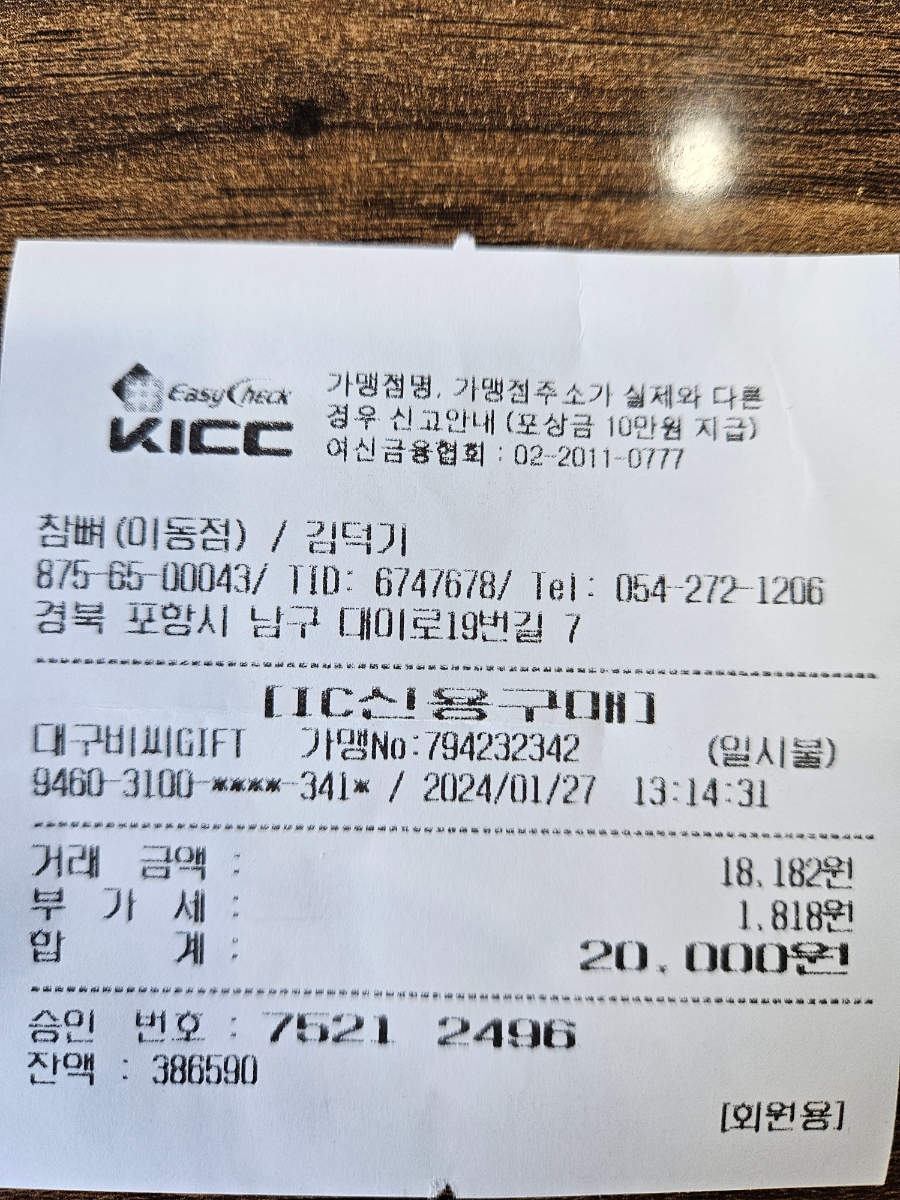 EasyCheck
KICC
가맹점명, 가맹점주소가 실제와 다른
경우 신고안내 (포상금 10만원 지급)
여신금융협회 : 02-2011-0777
참뼈(이동점) / 김덕기
875-65-00043/ TID: 6747678/ Tel: 054-272-1206
경북 포항시 남구 대이로19번길 7
[IC신용구매]
대구비씨GIFT 가맹No:794232342 (일시불)
9460-3100-****-341* / 2024/01/27 13:14:31
거래 금액 : 18,182원
부 가 세 : 1,818원
합 계 : 20,000원
승인 번호 : 7521 2496
잔액 : 386590
[회원용]